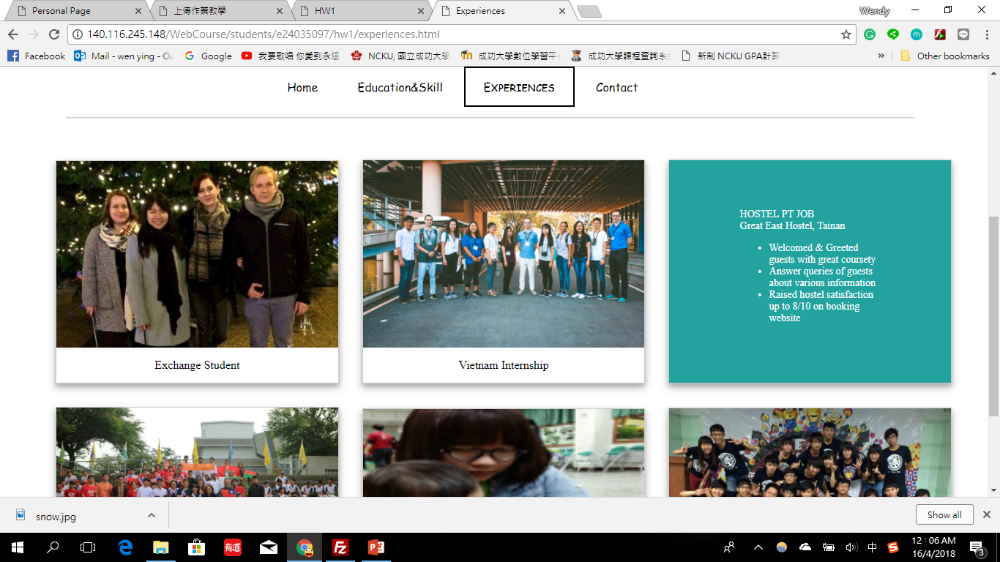 Personal Page
上傳作業教學
HW1
Experiences
Wendy
140.116.245.148/WebCourse/students/e24035097/hw1/experiences.html
Facebook
Mail - wen ying - Ou
Google
我要歌唱 你愛到永遠
NCKU, 國立成功大學
成功大學數位學習平
成功大學課程查詢系
新制 NCKU GPA計算
»
Other bookmarks
Home
Education&Skill
EXPERIENCES
Contact
HOSTEL PT JOB
Great East Hostel, Tainan
• Welcomed & Greeted
guests with great coursety
• Answer queries of guests
about various information
• Raised hostel satisfaction
up to 8/10 on booking
website
Exchange Student
Vietnam Internship
snow.jpg
Show all
有道
中
12:06 AM
16/4/2018
3